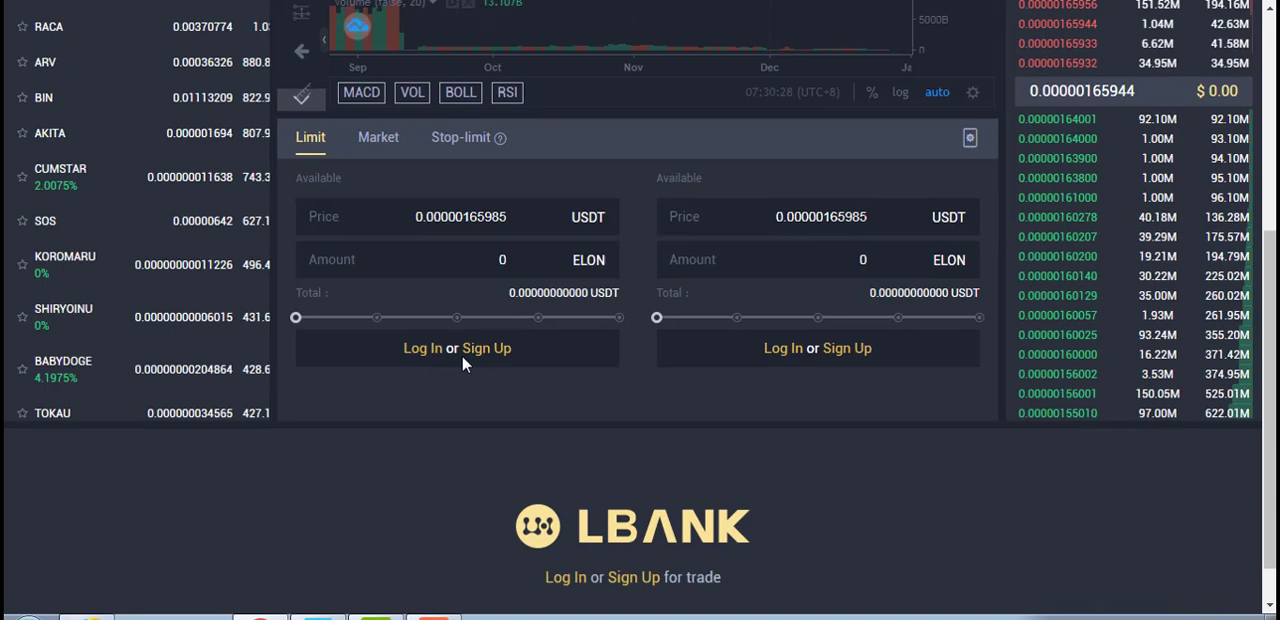 RACA 0.00370774 1.0
ARV 0.00036326 880.8
BIN 0.01113209 822.9
AKITA 0.000001694 807.9
CUMSTAR 0.000000011638 743.3
2.0075%
SOS 0.00000642 627.1
KOROMARU 0.00000000011226 496.4
0%
SHIRYOINU 0.0000000006015 431.6
0%
BABYDOGE 0.0000000204864 428.6
4.1975%
TOKAU 0.000000034565 427.1
Volume (false, 20) 13.107B
5000B
0
Sep Oct Nov Dec Ja
MACD VOL BOLL RSI 07:30:28 (UTC+8) % log auto
Limit Market Stop-limit
Available
Price 0.00000165985 USDT
Amount 0 ELON
Total : 0.00000000000 USDT
Log In or Sign Up
Available
Price 0.00000165985 USDT
Amount 0 ELON
Total : 0.00000000000 USDT
Log In or Sign Up
0.00000165956 151.52M 194.16M
0.00000165944 1.04M 42.63M
0.00000165933 6.62M 41.58M
0.00000165932 34.95M 34.95M
0.00000165944 $ 0.00
0.00000164001 92.10M 92.10M
0.00000164000 1.00M 93.10M
0.00000163900 1.00M 94.10M
0.00000163800 1.00M 95.10M
0.00000161000 1.00M 96.10M
0.00000160278 40.18M 136.28M
0.00000160207 39.29M 175.57M
0.00000160200 19.21M 194.79M
0.00000160140 30.22M 225.02M
0.00000160129 35.00M 260.02M
0.00000160057 1.93M 261.95M
0.00000160025 93.24M 355.20M
0.00000160000 16.22M 371.42M
0.00000156002 3.53M 374.95M
0.00000156001 150.05M 525.01M
0.00000155010 97.00M 622.01M
LBANK
Log In or Sign Up for trade